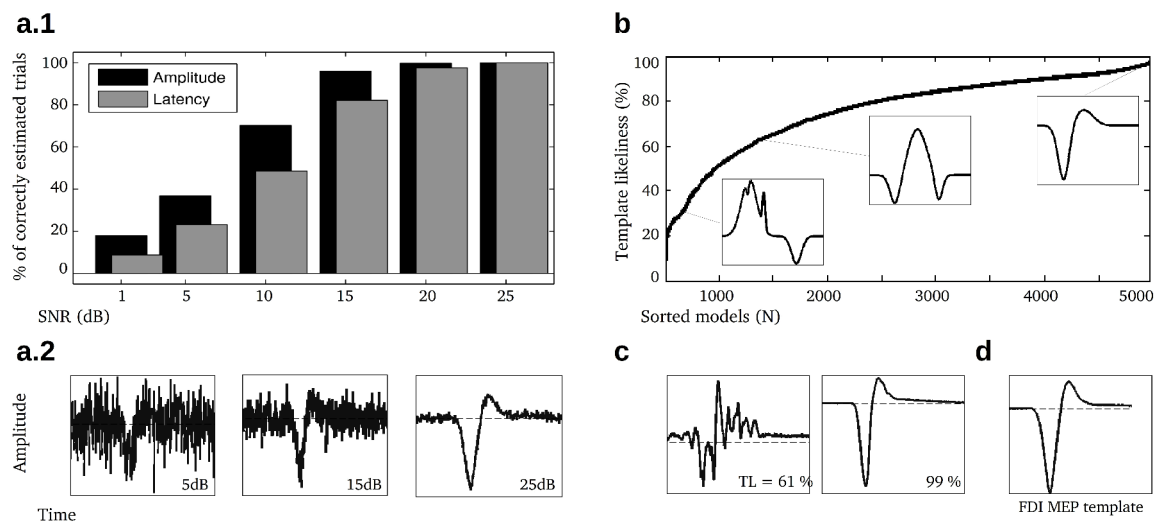 a.1
% of correctly estimated trials
100
80
60
40
20
0
Amplitude
Latency
1 5 10 15 20 25
SNR (dB)
b
Template likeliness (%)
100
80
60
40
20
0
1000 2000 3000 4000 5000
Sorted models (N)
a.2
Amplitude
5dB
15dB
25dB
Time
c
TL = 61 %
99 %
d
FDI MEP template